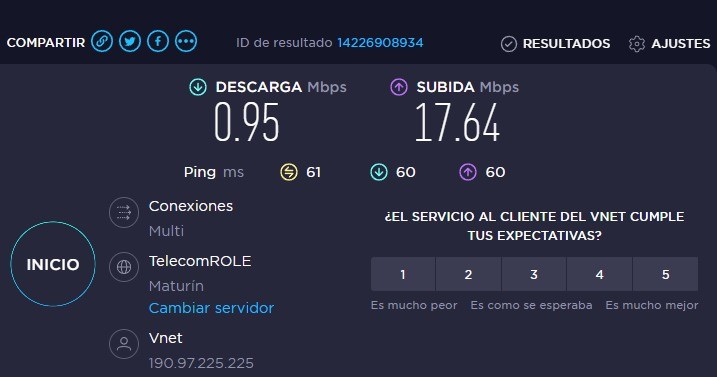 COMPARTIR
ID de resultado 14226908934
RESULTADOS
AJUSTES
DESCARGA Mbps
0.95
SUBIDA Mbps
17.64
Ping ms 61 60 60
INICIO
Conexiones
Multi
TelecomROLE
Maturín
Cambiar servidor
Vnet
190.97.225.225
¿EL SERVICIO AL CLIENTE DEL VNET CUMPLE
TUS EXPECTATIVAS?
1 2 3 4 5
Es mucho peor Es como se esperaba Es mucho mejor